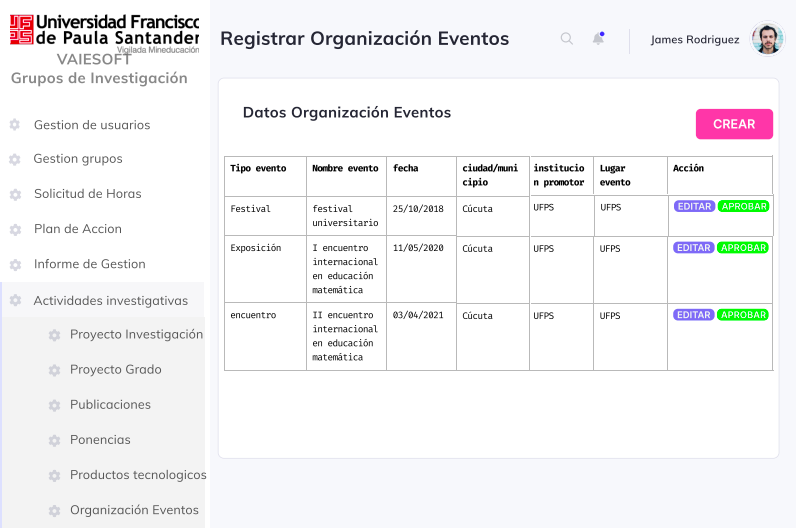 Universidad Francisco
de Paula Santander
Vigilada Mineducación
VAIESOFT
Grupos de Investigación
Gestion de usuarios
Gestion grupos
Solicitud de Horas
Plan de Accion
Informe de Gestion
Actividades investigativas
Proyecto Investigación
Proyecto Grado
Publicaciones
Ponencias
Productos tecnologicos
Organización Eventos
Registrar Organización Eventos
James Rodriguez
Datos Organización Eventos
CREAR
Tipo evento Nombre evento fecha ciudad/muni institucio Lugar Acción
cipio n promotor evento
Festival festival 25/10/2018 Cúcuta UFPS UFPS EDITAR APROBAR
universitario
Exposición I encuentro 11/05/2020 Cúcuta UFPS UFPS EDITAR APROBAR
internacional
en educación
matemática
encuentro II encuentro 03/04/2021 Cúcuta UFPS UFPS EDITAR APROBAR
internacional
en educación
matemática